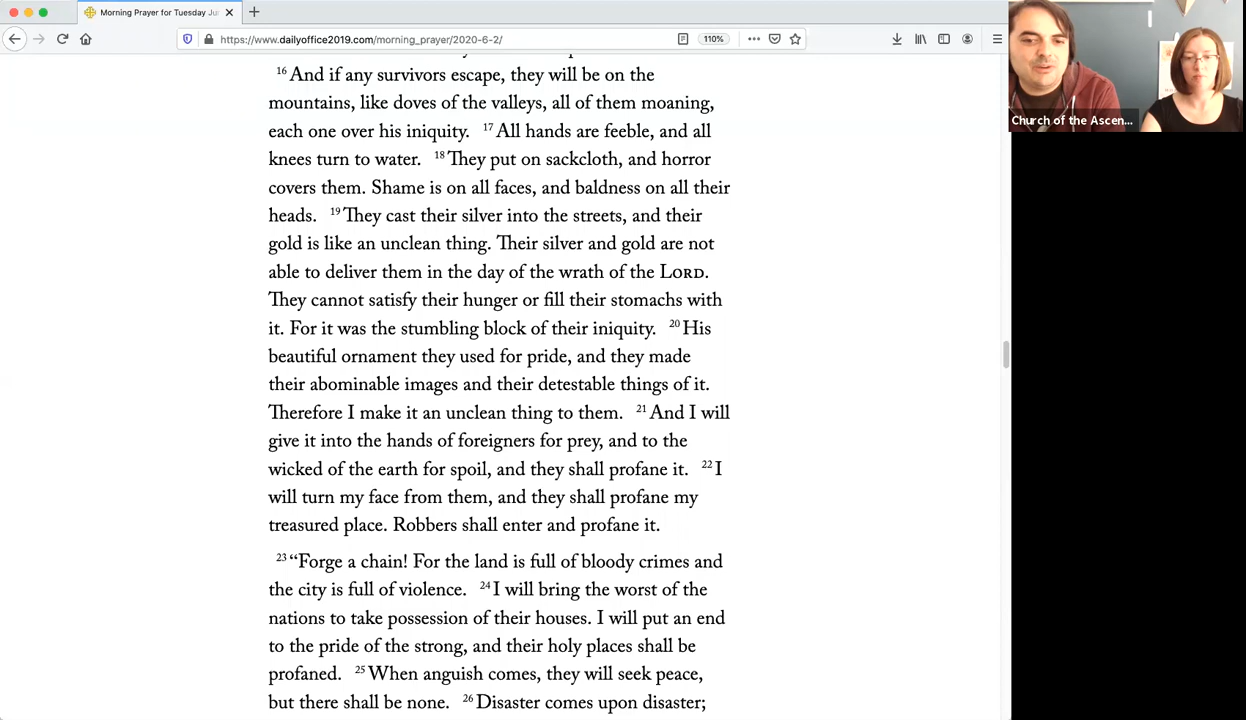 Morning Prayer for Tuesday Ju
https://www.dailyoffice2019.com/morning_prayer/2020-6-2/
110%
Church of the Ascen...
16 And if any survivors escape, they will be on the
mountains, like doves of the valleys, all of them moaning,
each one over his iniquity. 17 All hands are feeble, and all
knees turn to water. 18 They put on sackcloth, and horror
covers them. Shame is on all faces, and baldness on all their
heads. 19 They cast their silver into the streets, and their
gold is like an unclean thing. Their silver and gold are not
able to deliver them in the day of the wrath of the LORD.
They cannot satisfy their hunger or fill their stomachs with
it. For it was the stumbling block of their iniquity. 20 His
beautiful ornament they used for pride, and they made
their abominable images and their detestable things of it.
Therefore I make it an unclean thing to them. 21 And I will
give it into the hands of foreigners for prey, and to the
wicked of the earth for spoil, and they shall profane it. 22 I
will turn my face from them, and they shall profane my
treasured place. Robbers shall enter and profane it.
23 “Forge a chain! For the land is full of bloody crimes and
the city is full of violence. 24 I will bring the worst of the
nations to take possession of their houses. I will put an end
to the pride of the strong, and their holy places shall be
profaned. 25 When anguish comes, they will seek peace,
but there shall be none. 26 Disaster comes upon disaster;